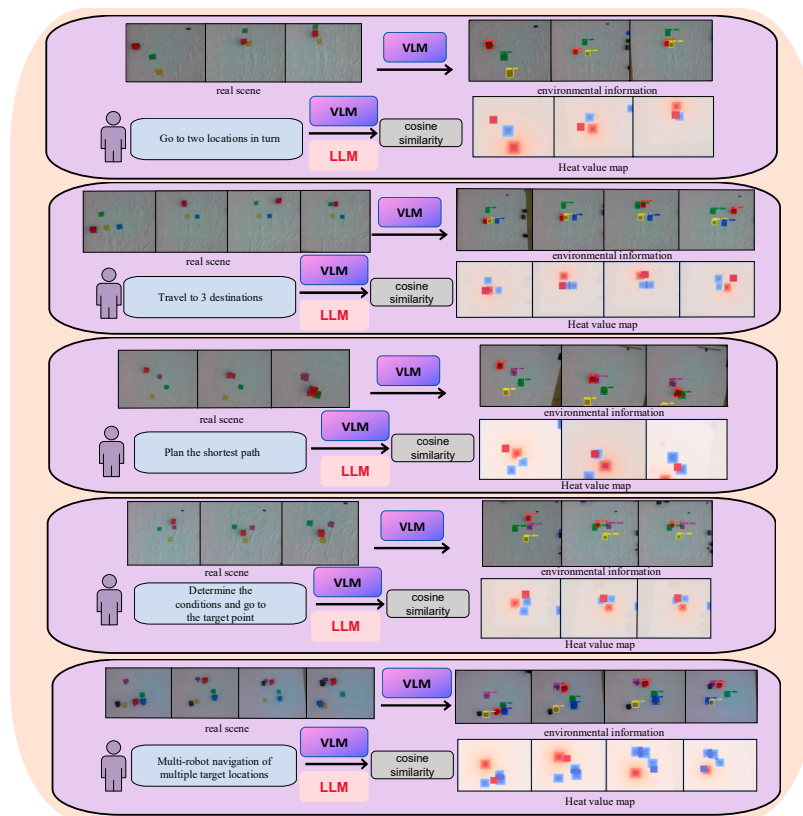 VLM
real scene
environmental information
VLM
Go to two locations in turn
cosine
similarity
LLM
Heat value map
VLM
real scene
environmental information
VLM
Travel to 3 destinations
cosine
similarity
LLM
Heat value map
VLM
real scene
environmental information
VLM
Plan the shortest path
cosine
similarity
LLM
Heat value map
VLM
real scene
environmental information
VLM
Determine the
conditions and go to
the target point
cosine similarity
LLM
Heat value map
VLM
real scene
environmental information
VLM
Multi-robot navigation of
multiple target locations
cosine
similarity
LLM
Heat value map